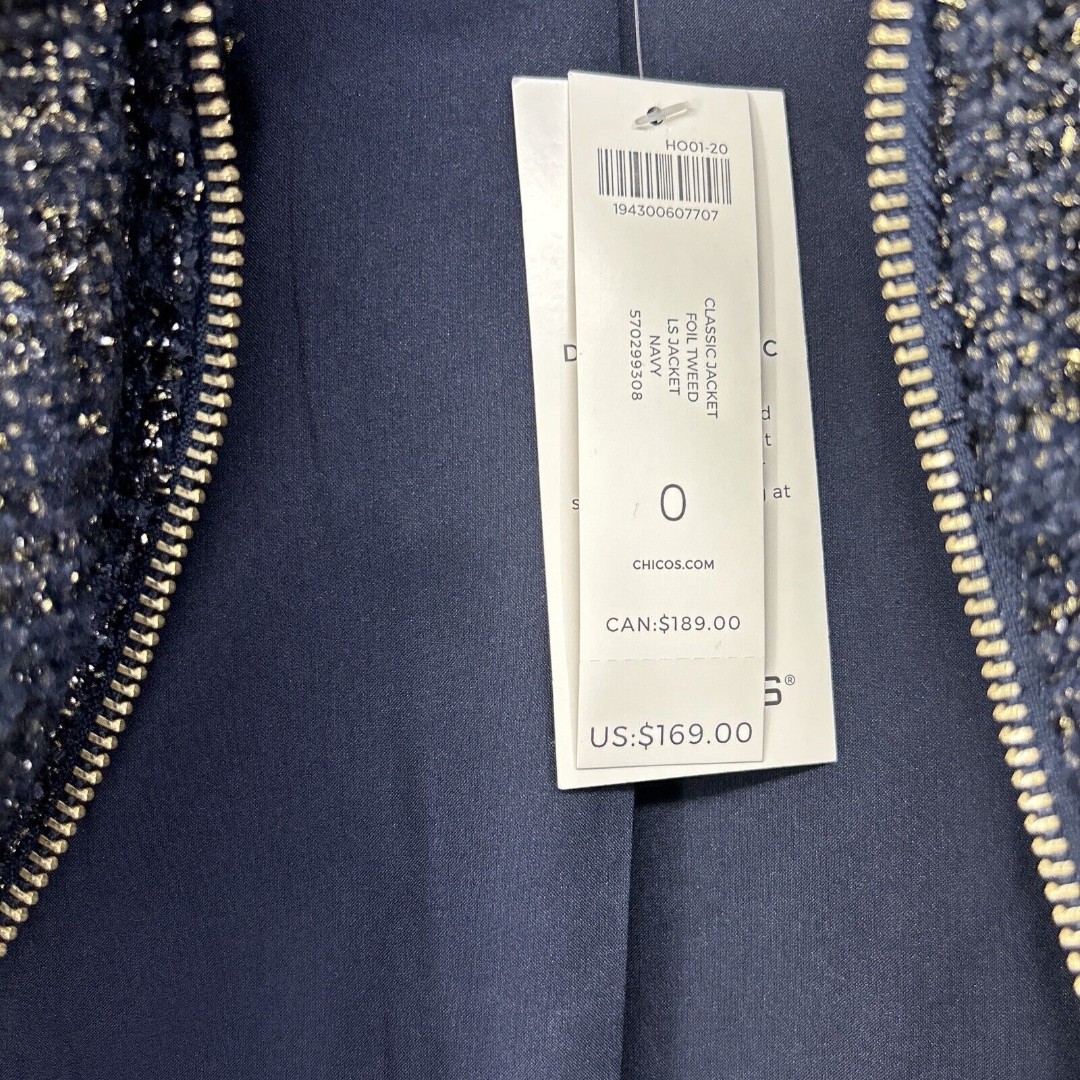 HO01-20
194300607707
CLASSIC JACKET
FOIL TWEED
LS JACKET
NAVY
570299308
0
CHICOS.COM
CAN:$189.00
US:$169.00
D
C
t
s
at
S®